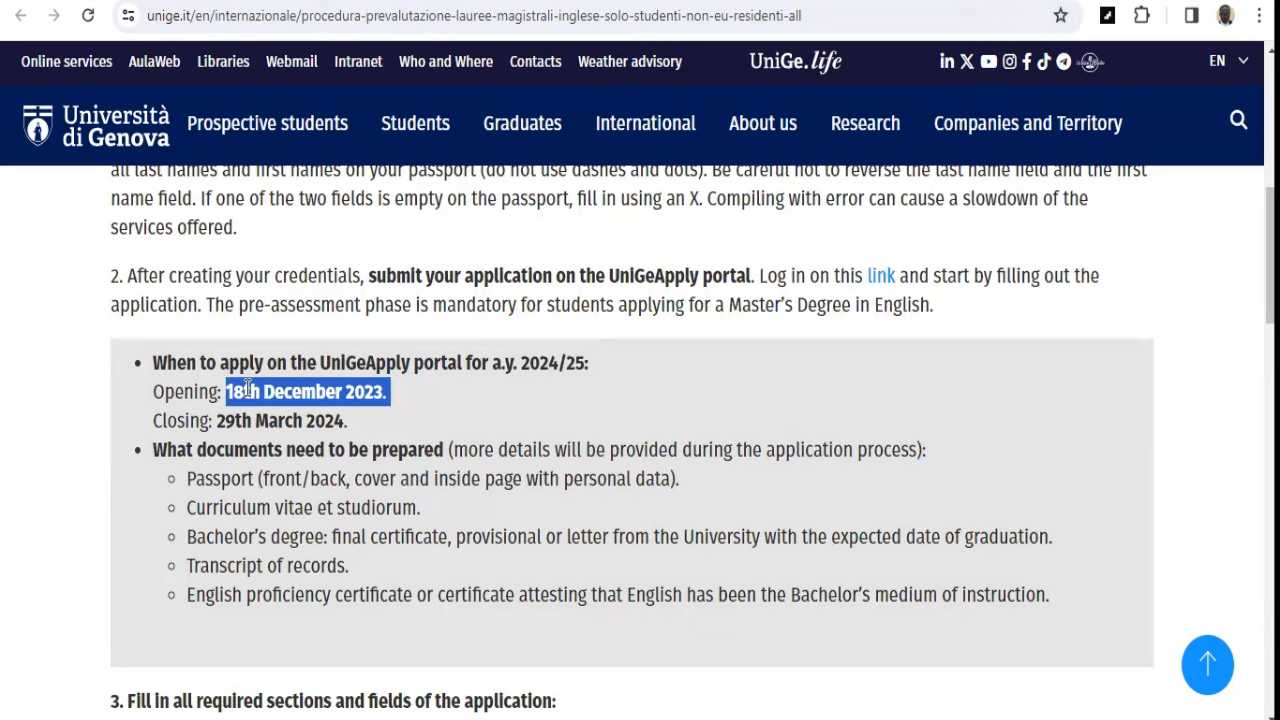 unige.it/en/internazionale/procedura-prevalutazione-lauree-magistrali-inglese-solo-studenti-non-eu-residenti-all
Online services AulaWeb Libraries Webmail Intranet Who and Where Contacts Weather advisory UniGe.life EN
Università
di Genova
Prospective students Students Graduates International About us Research Companies and Territory
all last names and first names on your passport (do not use dashes and dots). Be careful not to reverse the last name field and the first
name field. If one of the two fields is empty on the passport, fill in using an X. Compiling with error can cause a slowdown of the
services offered.
2. After creating your credentials, submit your application on the UniGeApply portal. Log in on this link and start by filling out the
application. The pre-assessment phase is mandatory for students applying for a Master's Degree in English.
• When to apply on the UniGeApply portal for a.y. 2024/25:
Opening: 18th December 2023.
Closing: 29th March 2024.
• What documents need to be prepared (more details will be provided during the application process):
◦ Passport (front/back, cover and inside page with personal data).
◦ Curriculum vitae et studiorum.
◦ Bachelor's degree: final certificate, provisional or letter from the University with the expected date of graduation.
◦ Transcript of records.
◦ English proficiency certificate or certificate attesting that English has been the Bachelor's medium of instruction.
3. Fill in all required sections and fields of the application: